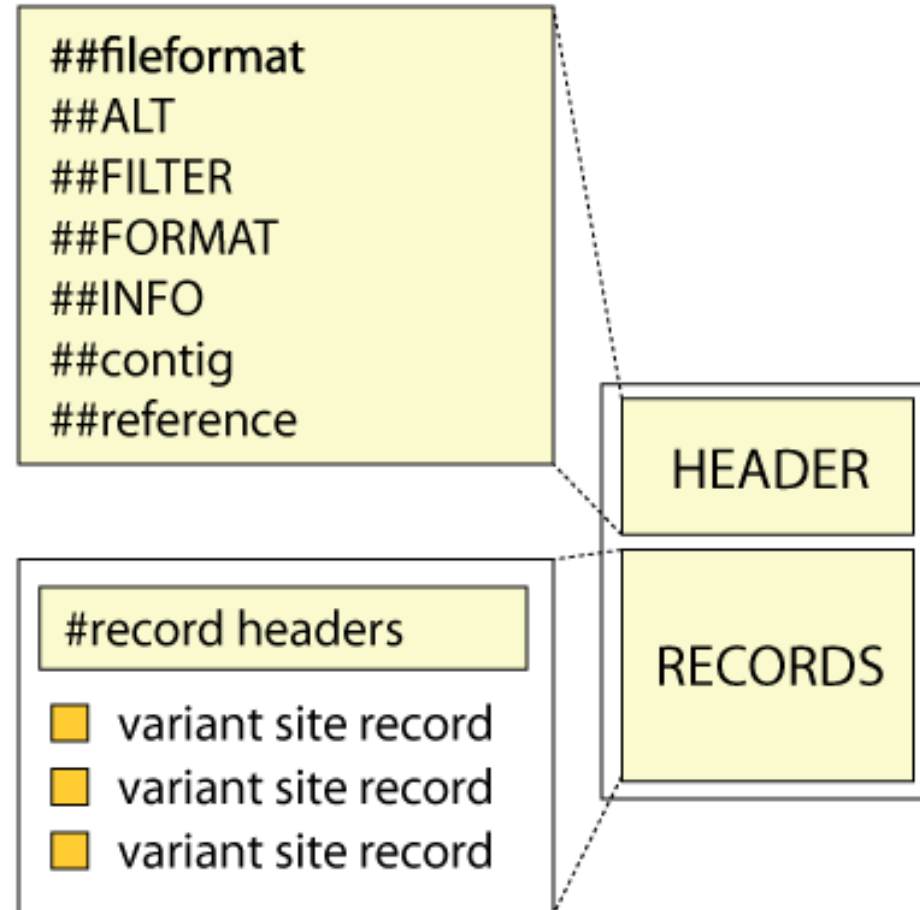 ##fileformat
##ALT
##FILTER
##FORMAT
##INFO
##contig
##reference
HEADER
#record headers
variant site record
variant site record
variant site record
RECORDS